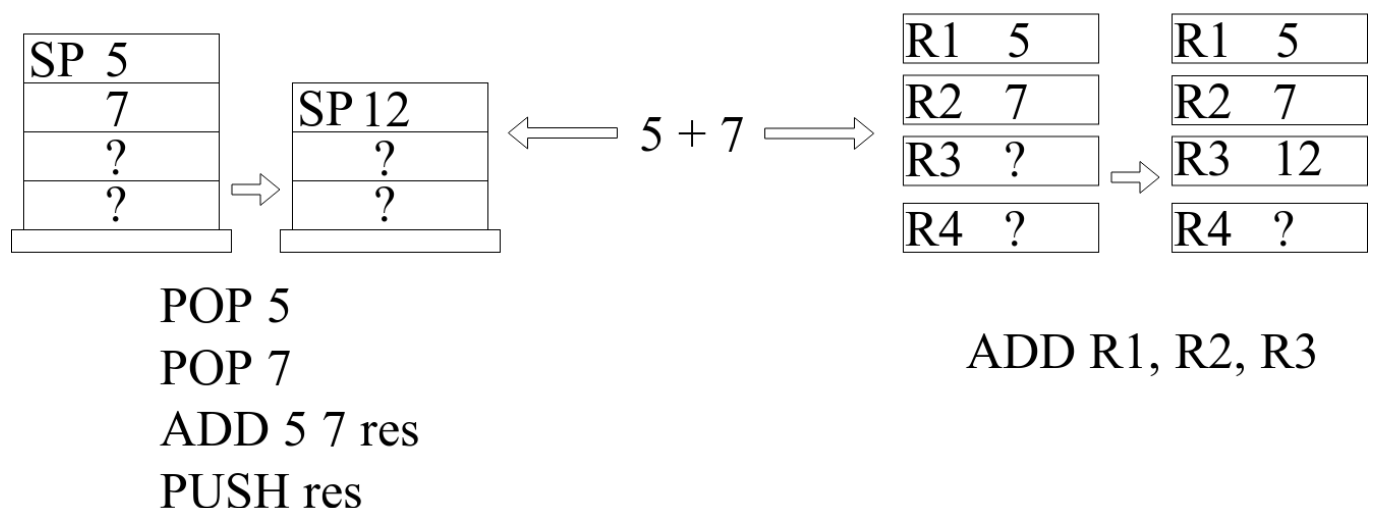 SP 5
7
?
?
SP 12
?
?
POP 5
POP 7
ADD 5 7 res
PUSH res
5 + 7
R1 5
R2 7
R3 ?
R4 ?
R1 5
R2 7
R3 12
R4 ?
ADD R1, R2, R3